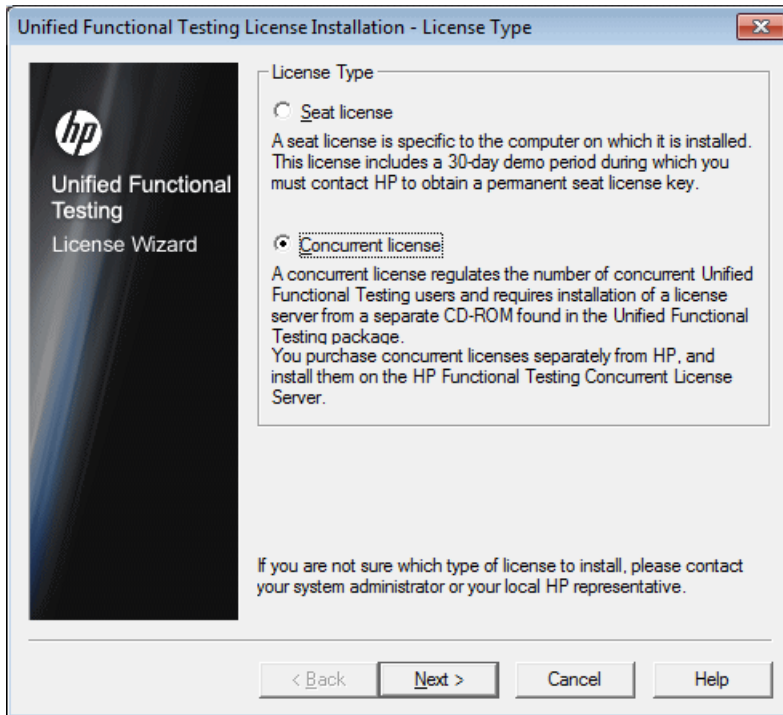 Unified Functional Testing License Installation - License Type
hp
Unified Functional
Testing
License Wizard
License Type
Seat license
A seat license is specific to the computer on which it is installed.
This license includes a 30-day demo period during which you
must contact HP to obtain a permanent seat license key.
Concurrent license
A concurrent license regulates the number of concurrent Unified
Functional Testing users and requires installation of a license
server from a separate CD-ROM found in the Unified Functional
Testing package.
You purchase concurrent licenses separately from HP, and
install them on the HP Functional Testing Concurrent License
Server.
If you are not sure which type of license to install, please contact
your system administrator or your local HP representative.
< Back
Next >
Cancel
Help